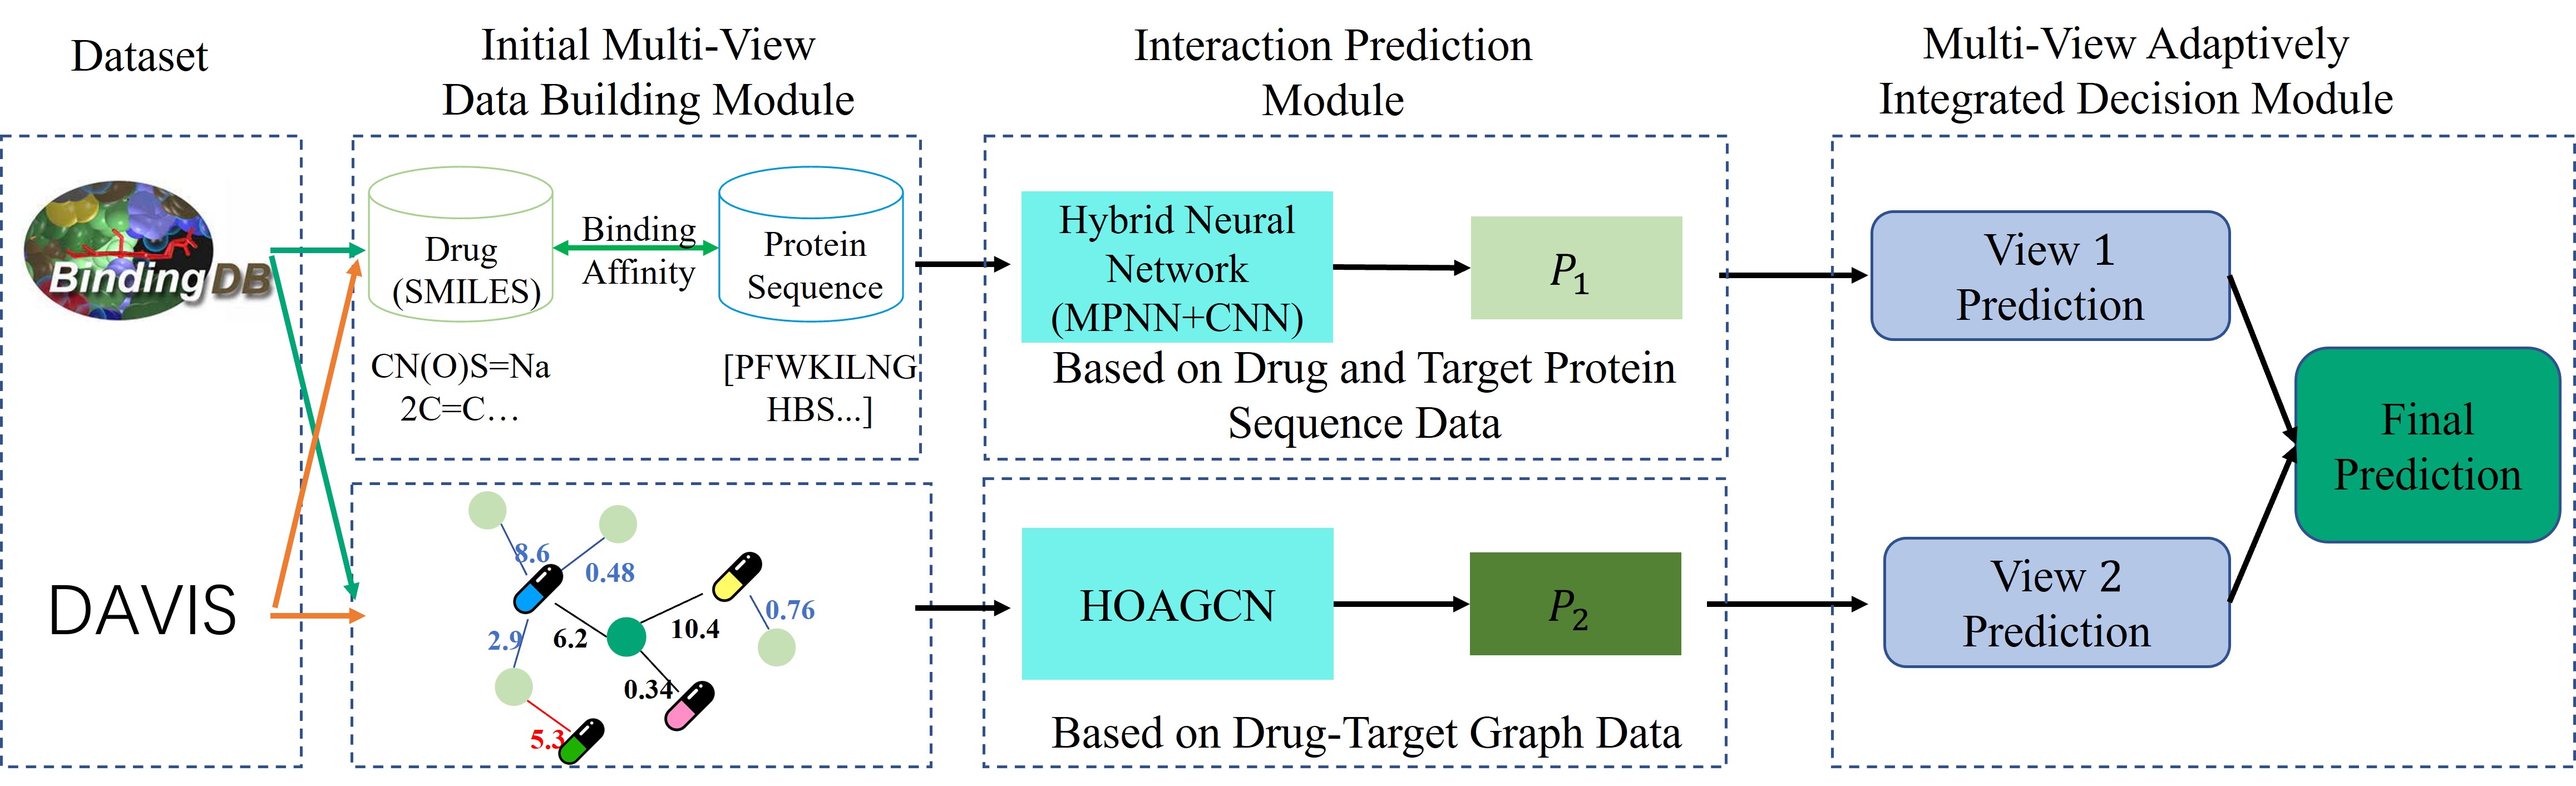 Dataset
Initial Multi-View
Data Building Module
Interaction Prediction
Module
Multi-View Adaptively
Integrated Decision Module
BindingDB
DAVIS
Drug
(SMILES)
Binding
Affinity
Protein
Sequence
CN(O)S=Na
2C=C…
[PFWKILNG
HBS...]
8.6
0.48
2.9
6.2
10.4
0.76
0.34
5.3
Hybrid Neural
Network
(MPNN+CNN)
P1
Based on Drug and Target Protein
Sequence Data
HOAGCN
P2
Based on Drug-Target Graph Data
View 1
Prediction
View 2
Prediction
Final
Prediction